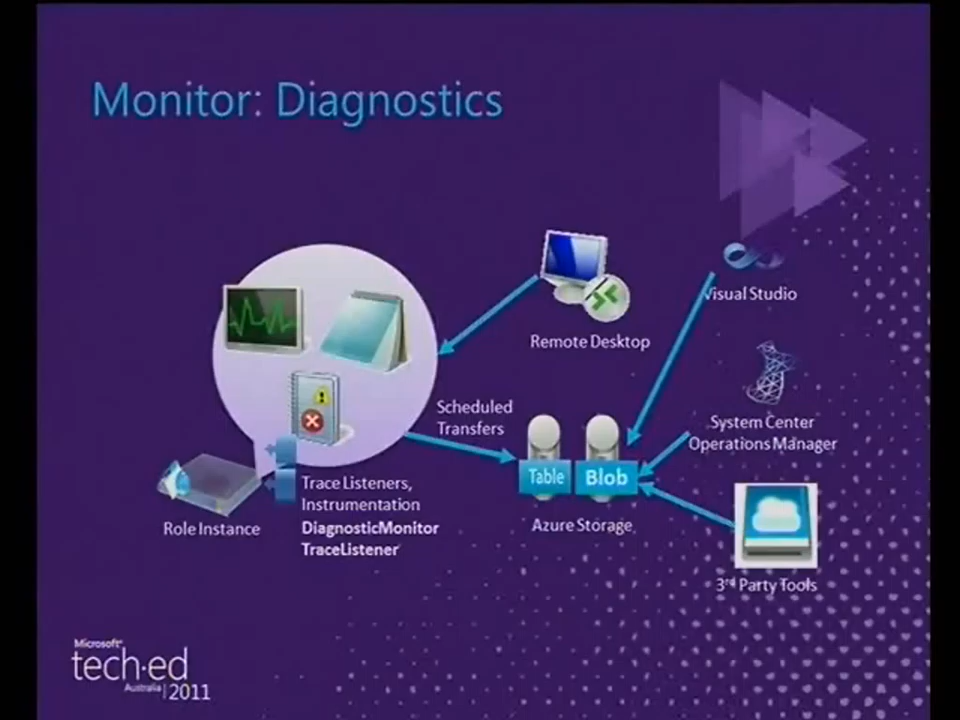 Monitor: Diagnostics
Visual Studio
Remote Desktop
Scheduled
Transfers
System Center
Operations Manager
Table
Blob
Trace Listeners,
Instrumentation
DiagnosticMonitor
TraceListener
Role Instance
Azure Storage
3rd Party Tools
Microsoft®
tech·ed
Australia | 2011